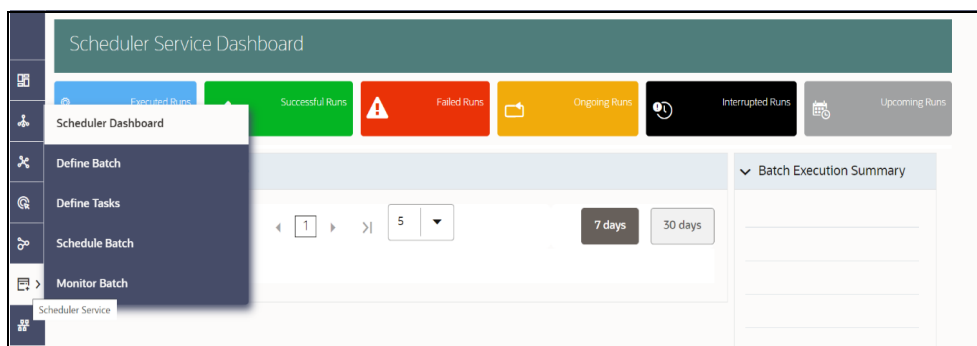 Scheduler Service Dashboard
Executed Runs
Successful Runs
Failed Runs
Ongoing Runs
Interrupted Runs
Upcoming Runs
Scheduler Dashboard
Define Batch
Define Tasks
Schedule Batch
Monitor Batch
Scheduler Service
1
5
7 days
30 days
Batch Execution Summary